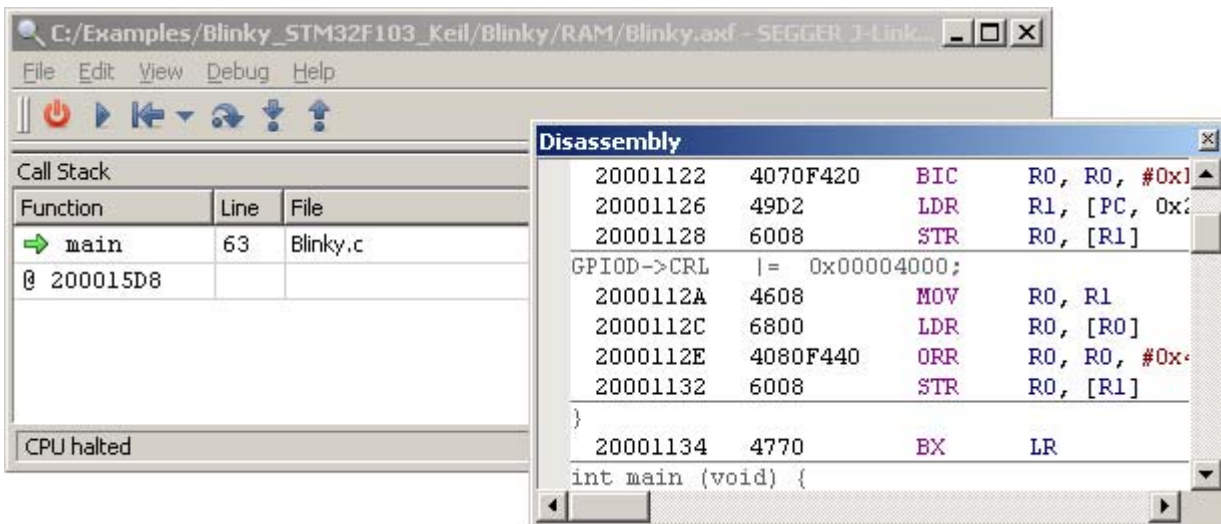 C:/Examples/Blinky_STM32F103_Keil/Blinky/RAM/Blinky.axf - SEGGER J-Link...
File Edit View Debug Help
Call Stack
Function Line File
main 63 Blinky.c
@ 200015D8
CPU halted
Disassembly
20001122 4070F420 BIC R0, R0,
20001126 49D2 LDR R1, [PC,
20001128 6008 STR R0, [R1]
GPIOD->CRL |= 0x00004000;
2000112A 4608 MOV R0, R1
2000112C 6800 LDR R0, [R0]
2000112E 4080F440 ORR R0, R0,
20001132 6008 STR R0, [R1]
}
20001134 4770 BX LR
int main (void) {